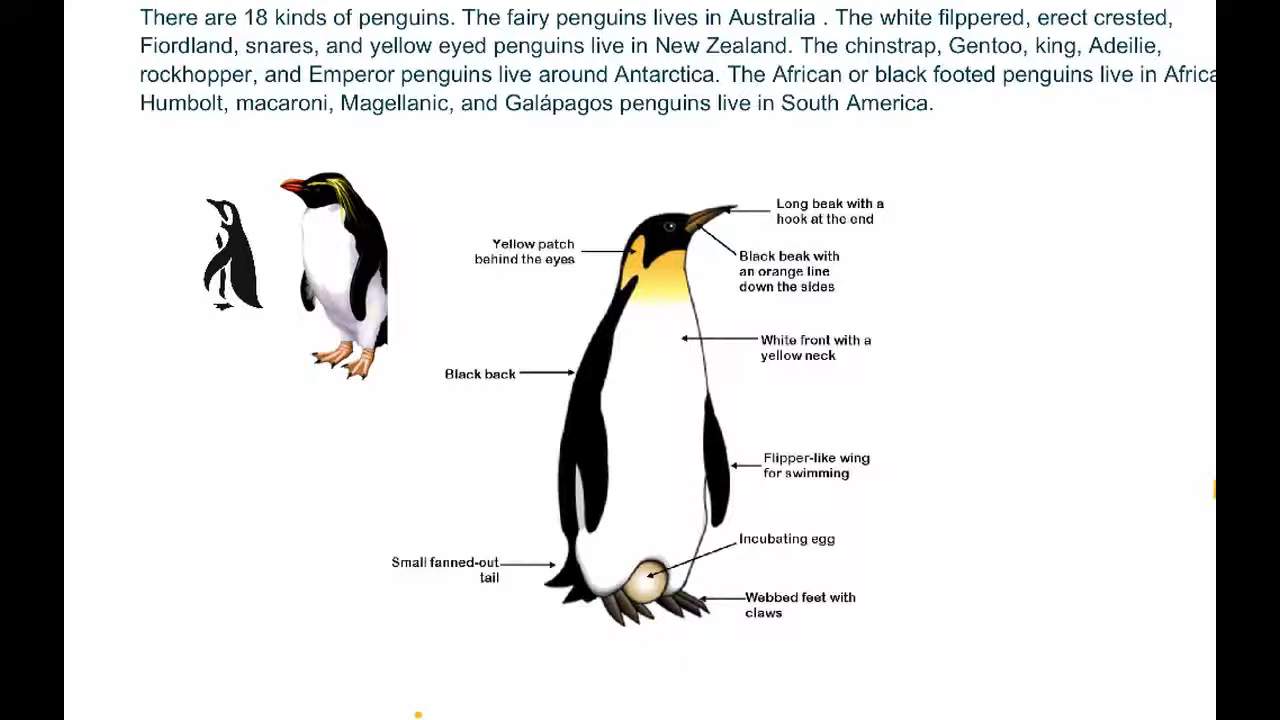 There are 18 kinds of penguins. The fairy penguins lives in Australia . The white filppered, erect crested,
Fiordland, snares, and yellow eyed penguins live in New Zealand. The chinstrap, Gentoo, king, Adeilie,
rockhopper, and Emperor penguins live around Antarctica. The African or black footed penguins live in Africa
Humbolt, macaroni, Magellanic, and Galápagos penguins live in South America.
Long beak with a
hook at the end
Yellow patch
behind the eyes
Black beak with
an orange line
down the sides
White front with a
yellow neck
Black back
Flipper-like wing
for swimming
Incubating egg
Small fanned-out
tail
Webbed feet with
claws